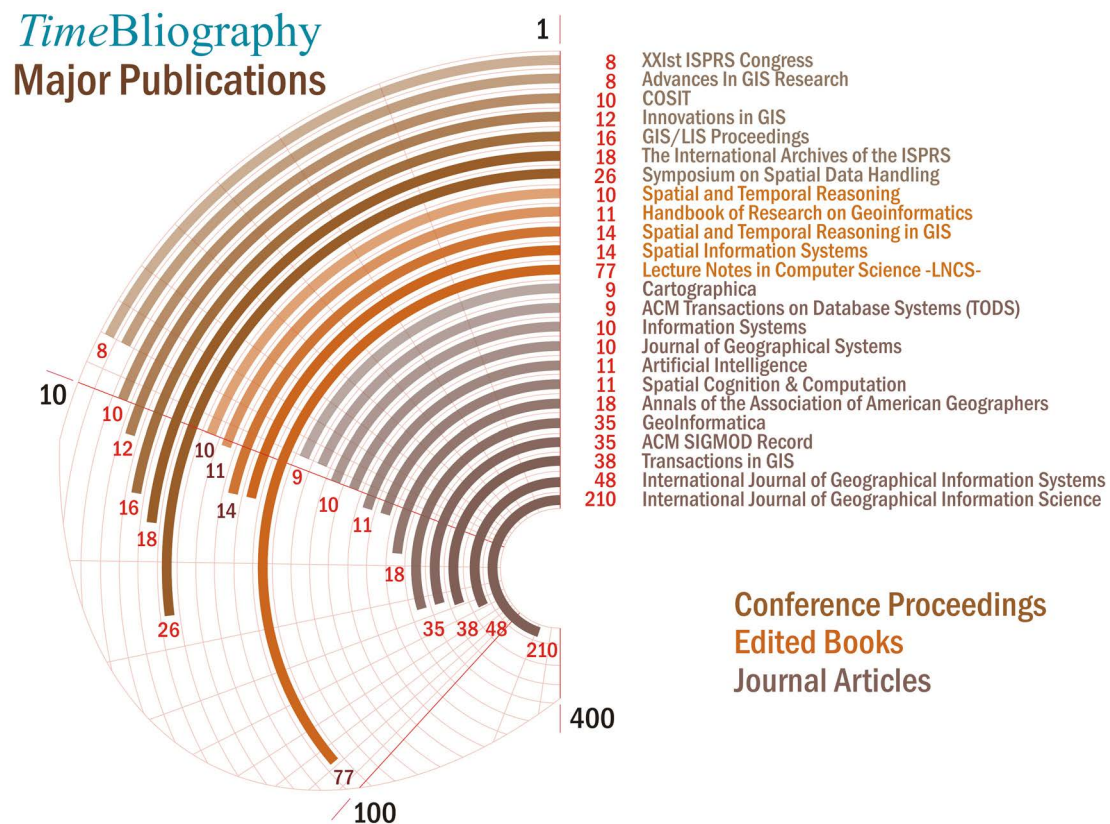 TimeBliography
Major Publications
1
8 XXIst ISPRS Congress
8 Advances In GIS Research
10 COSIT
12 Innovations in GIS
16 GIS/LIS Proceedings
18 The International Archives of the ISPRS
26 Symposium on Spatial Data Handling
10 Spatial and Temporal Reasoning
11 Handbook of Research on Geoinformatics
14 Spatial and Temporal Reasoning in GIS
14 Spatial Information Systems
77 Lecture Notes in Computer Science -LNCS-
9 Cartographica
9 ACM Transactions on Database Systems (TODS)
10 Information Systems
10 Journal of Geographical Systems
11 Artificial Intelligence
11 Spatial Cognition & Computation
18 Annals of the Association of American Geographers
35 GeoInformatica
35 ACM SIGMOD Record
38 Transactions in GIS
48 International Journal of Geographical Information Systems
210 International Journal of Geographical Information Science
8
10
10
12
16
18
26
10
11
14
77
9
10
11
18
35
38
48
210
Conference Proceedings
Edited Books
Journal Articles
400
100